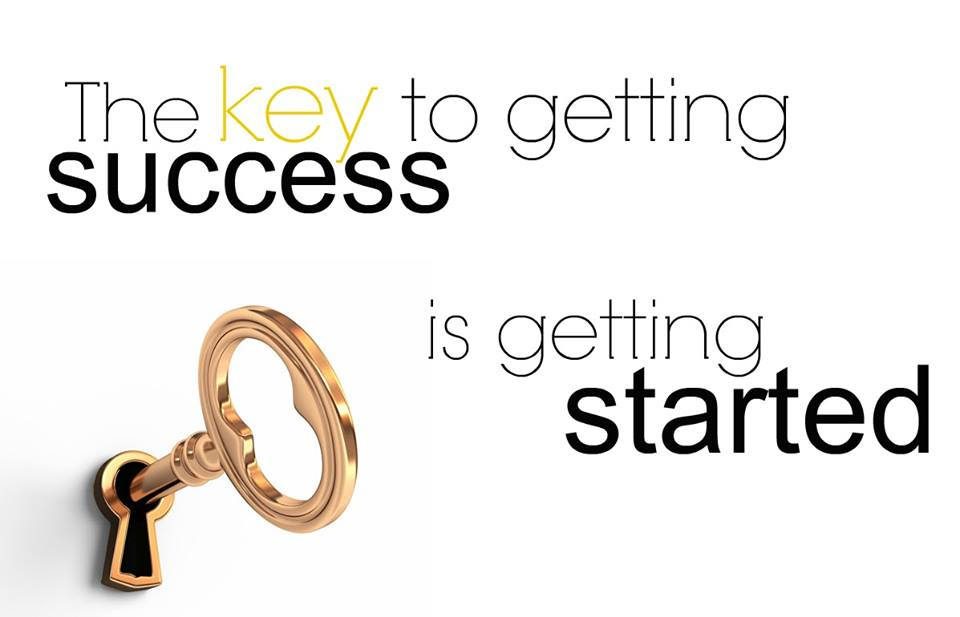 The key to getting
success
is getting
started